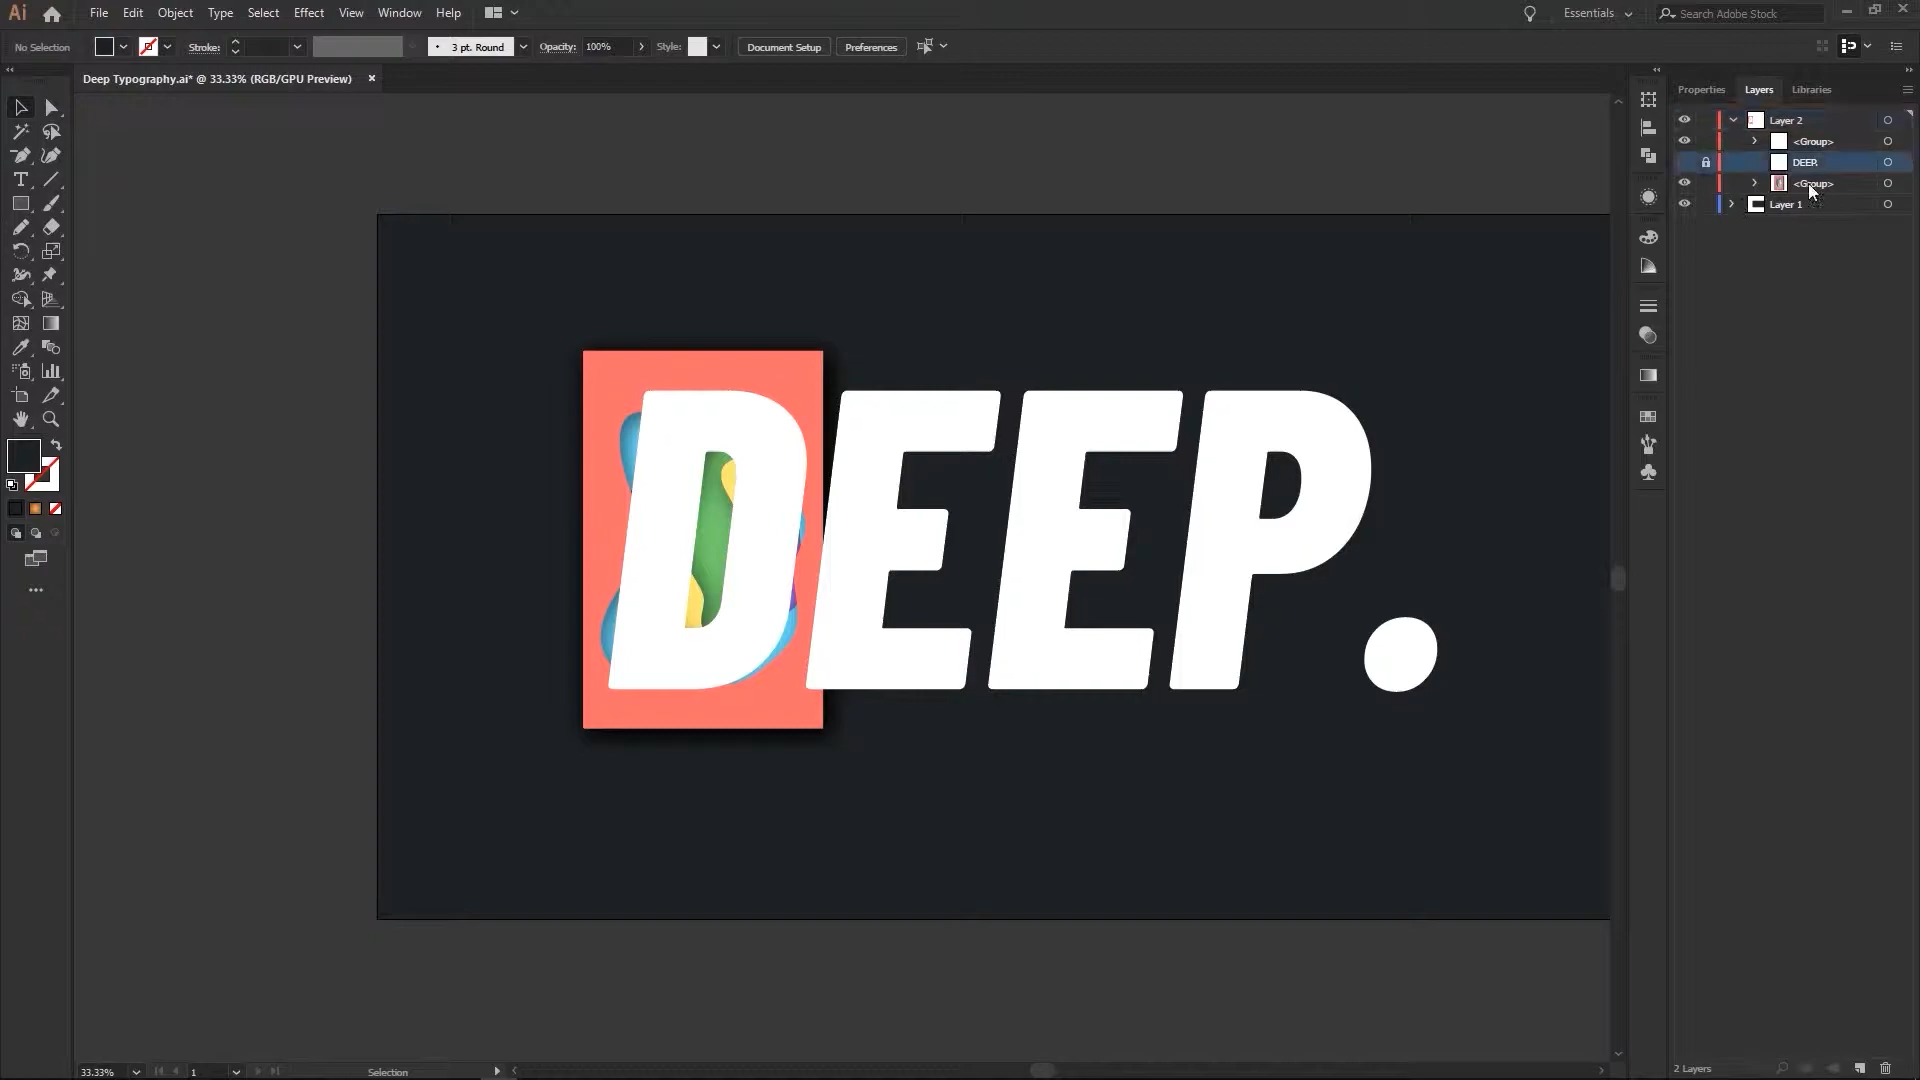 Ai File Edit Object Type Select Effect View Window Help Essentials Search Adobe Stock
No Selection Stroke: 3 pt. Round Opacity: 100% Style: Document Setup Preferences
Deep Typography.ai* @ 33.33% (RGB/GPU Preview) ×
Properties Layers Libraries
Layer 2
<Group>
DEEP.
<Group>
Layer 1
DEEP.
33.33% 1 Selection 2 Layers